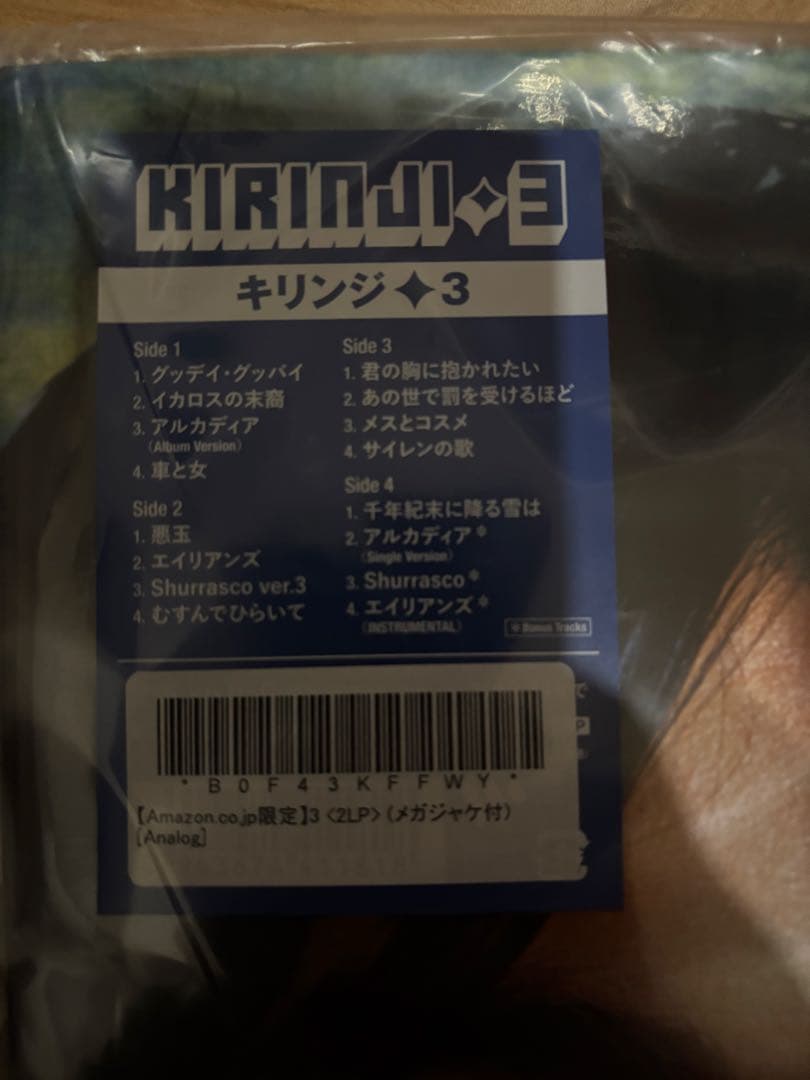 KIRINJI✦3
キリンジ✦3
Side 1
1. グッデイ・グッバイ
2. イカロスの末裔
3. アルカディア
(Album Version)
4. 車と女
Side 2
1. 悪玉
2. エイリアンズ
3. Shurrasco ver.3
4. むすんでひらいて
Side 3
1. 君の胸に抱かれたい
2. あの世で罰を受けるほど
3. メスとコスメ
4. サイレンの歌
Side 4
1. 千年紀末に降る雪は
2. アルカディア*
(Single Version)
3. Shurrasco*
4. エイリアンズ*
(INSTRUMENTAL)
* Bonus Tracks
で
P
*B0F43KFFWY*
【Amazon.co.jp限定】3 <2LP> (メガジャケ付)
[Analog]